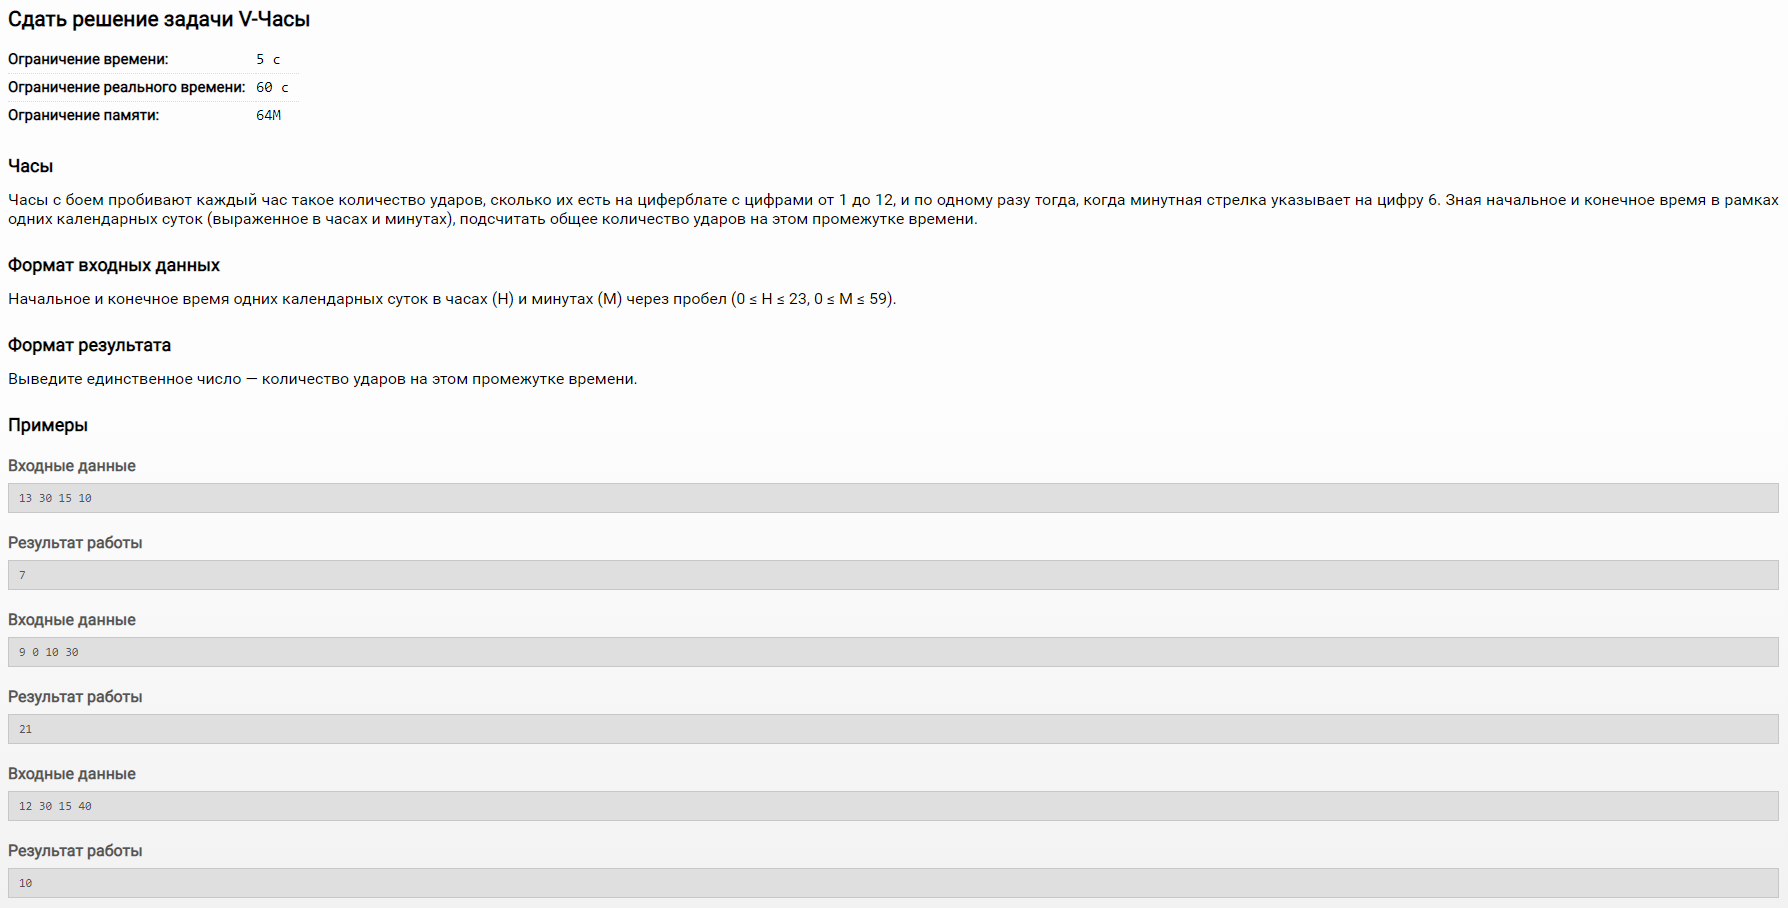 Сдать решение задачи V-Часы
Ограничение времени: 5 с
Ограничение реального времени: 60 с
Ограничение памяти: 64M
Часы
Часы с боем пробивают каждый час такое количество ударов, сколько их есть на циферблате с цифрами от 1 до 12, и по одному разу тогда, когда минутная стрелка указывает на цифру 6. Зная начальное и конечное время в рамках
одних календарных суток (выраженное в часах и минутах), подсчитать общее количество ударов на этом промежутке времени.
Формат входных данных
Начальное и конечное время одних календарных суток в часах (H) и минутах (M) через пробел (0 ≤ H ≤ 23, 0 ≤ M ≤ 59).
Формат результата
Выведите единственное число — количество ударов на этом промежутке времени.
Примеры
Входные данные
13 30 15 10
Результат работы
7
Входные данные
9 0 10 30
Результат работы
21
Входные данные
12 30 15 40
Результат работы
10